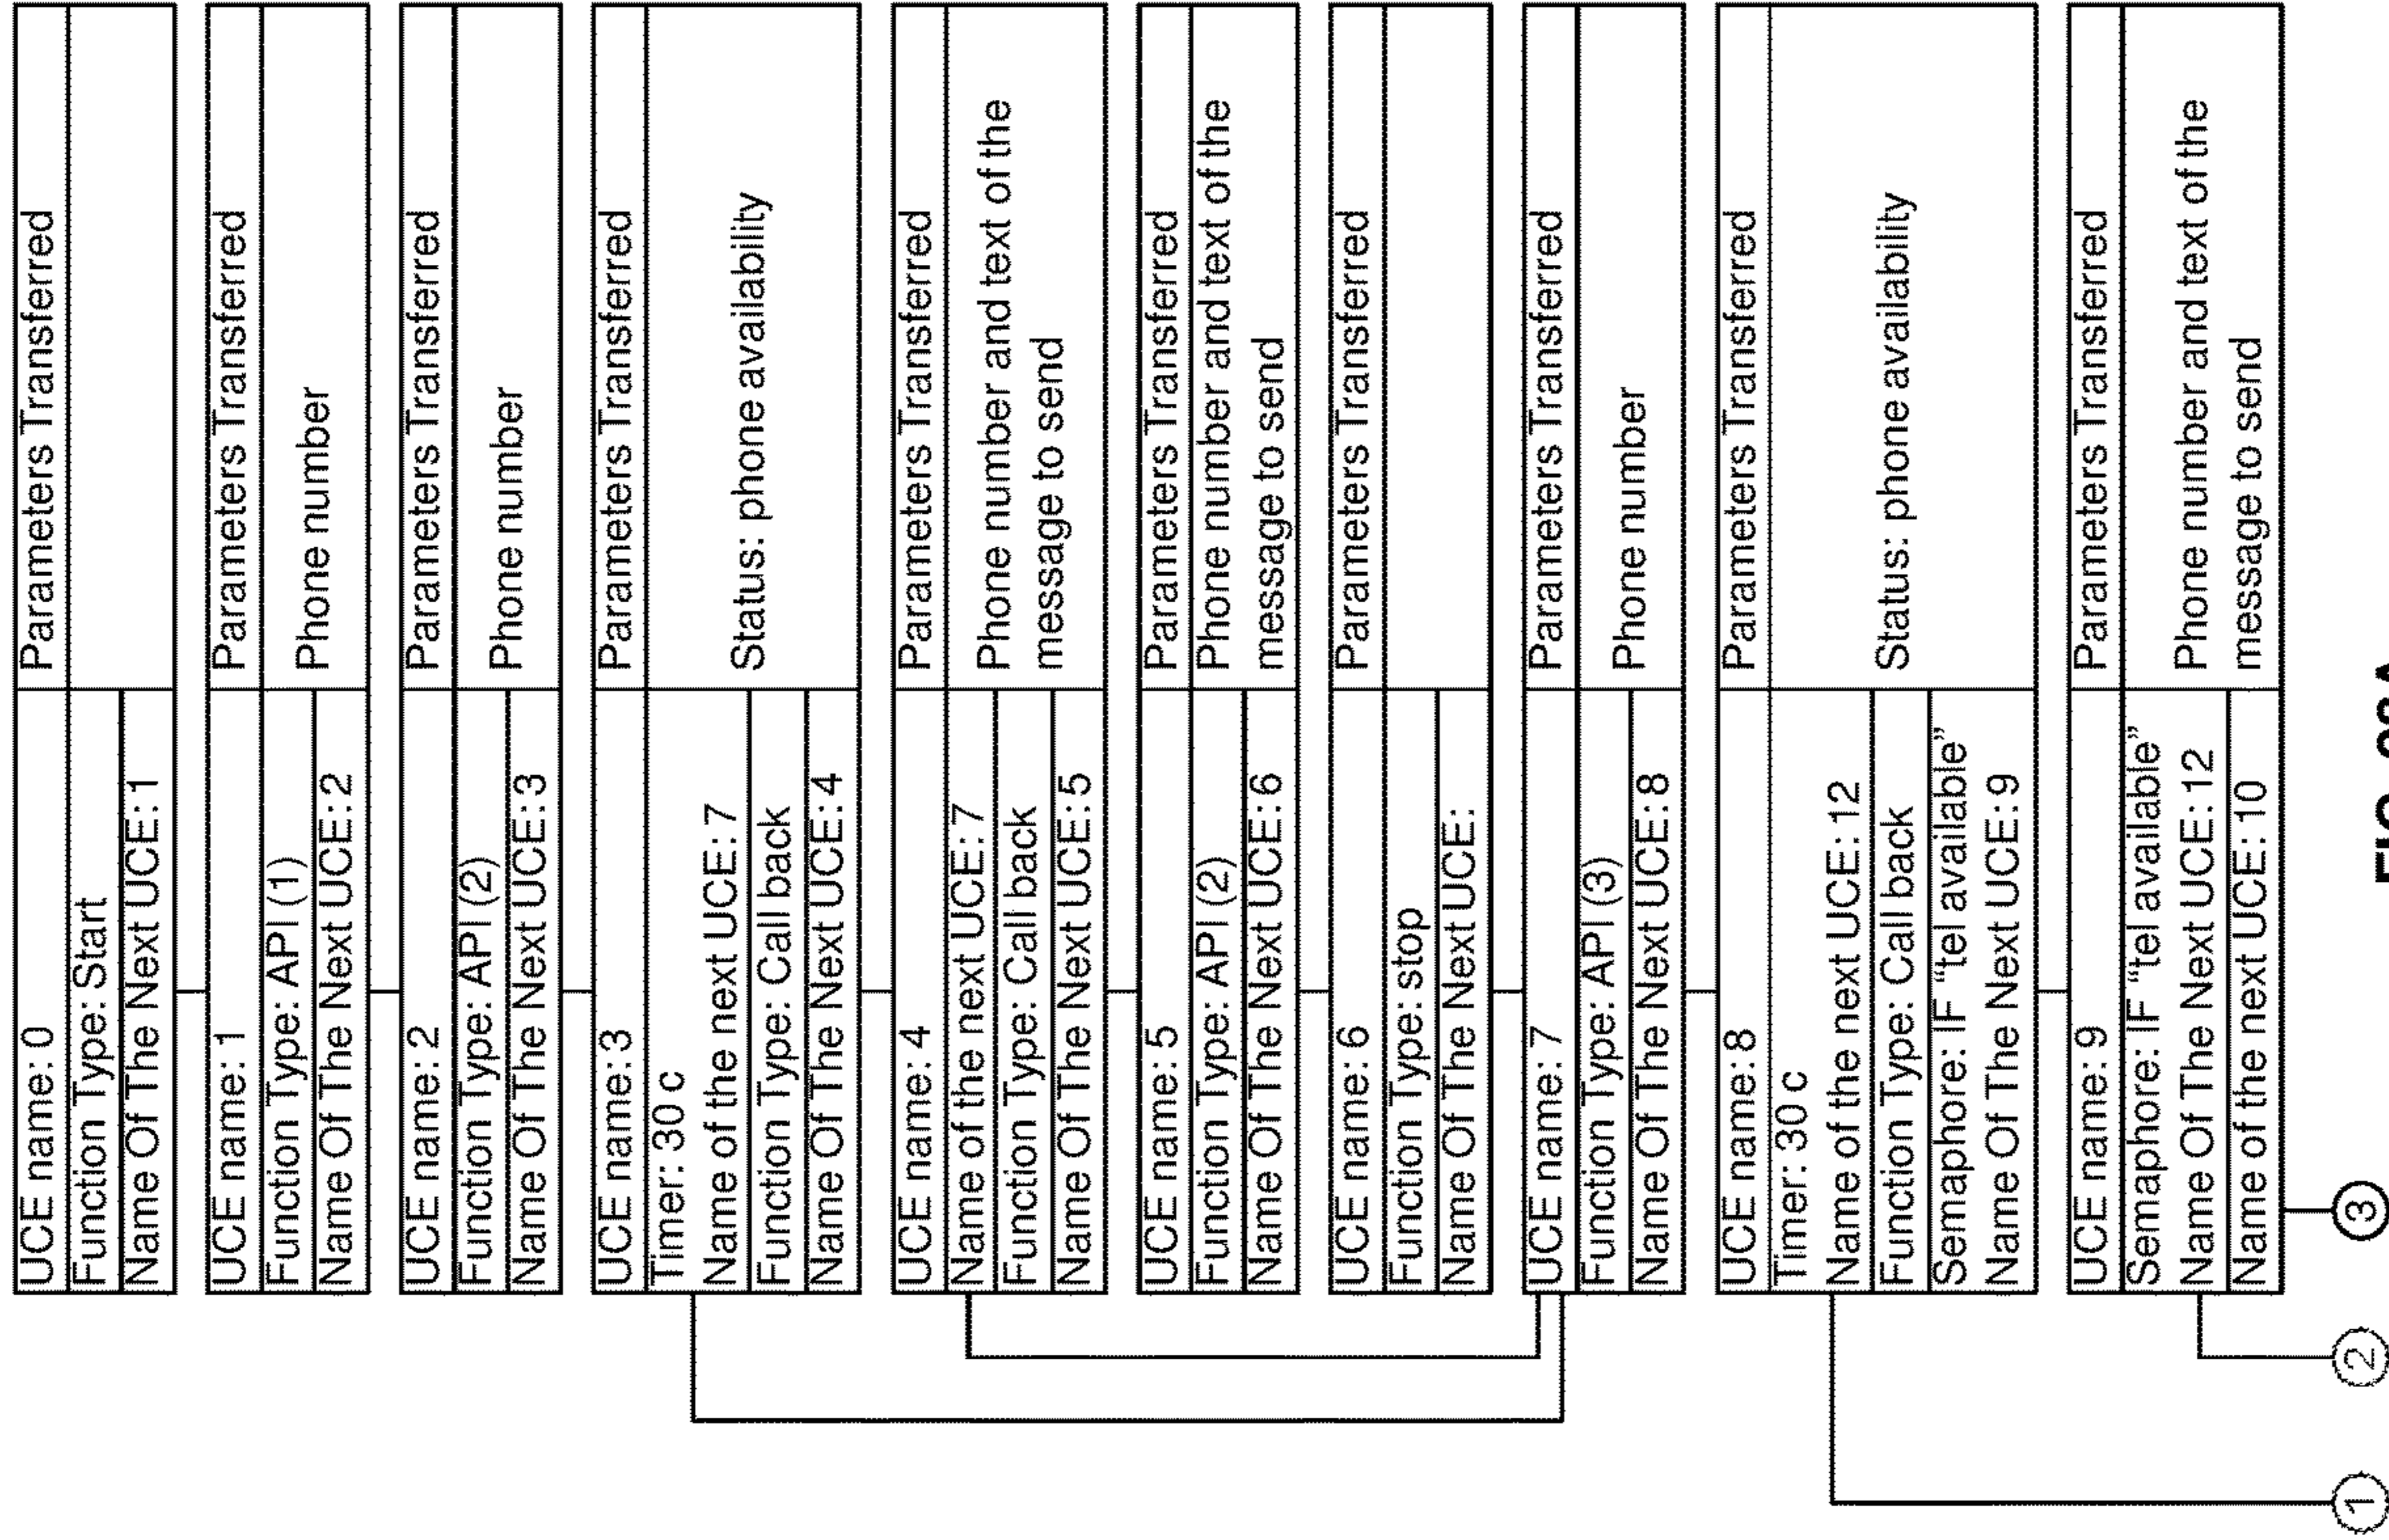 UCE name: 0
Parameters Transferred
Function Type: Start
Name Of The Next UCE: 1
UCE name: 1
Parameters Transferred
Function Type: API (1)
Phone number
Name Of The Next UCE: 2
UCE name: 2
Parameters Transferred
Function Type: API (2)
Phone number
Name Of The Next UCE: 3
UCE name: 3
Parameters Transferred
Timer: 30 c
Name of the next UCE: 7
Status: phone availability
Function Type: Call back
Name Of The Next UCE: 4
UCE name: 4
Parameters Transferred
Name of the next UCE: 7
Phone number and text of the
Function Type: Call back
message to send
Name Of The Next UCE: 5
UCE name: 5
Parameters Transferred
Function Type: API (2)
Phone number and text of the
Name Of The Next UCE: 6
message to send
UCE name: 6
Parameters Transferred
Function Type: stop
Name Of The Next UCE:
UCE name: 7
Parameters Transferred
Function Type: API (3)
Phone number
Name Of The Next UCE: 8
UCE name: 8
Parameters Transferred
Timer: 30 c
Name of the next UCE: 12
Function Type: Call back
Status: phone availability
Semaphore: IF “tel available”
Name Of The Next UCE: 9
UCE name: 9
Parameters Transferred
Semaphore: IF “tel available”
Name Of The Next UCE: 12
Phone number and text of the
Name of the next UCE: 10
message to send
1
2
3